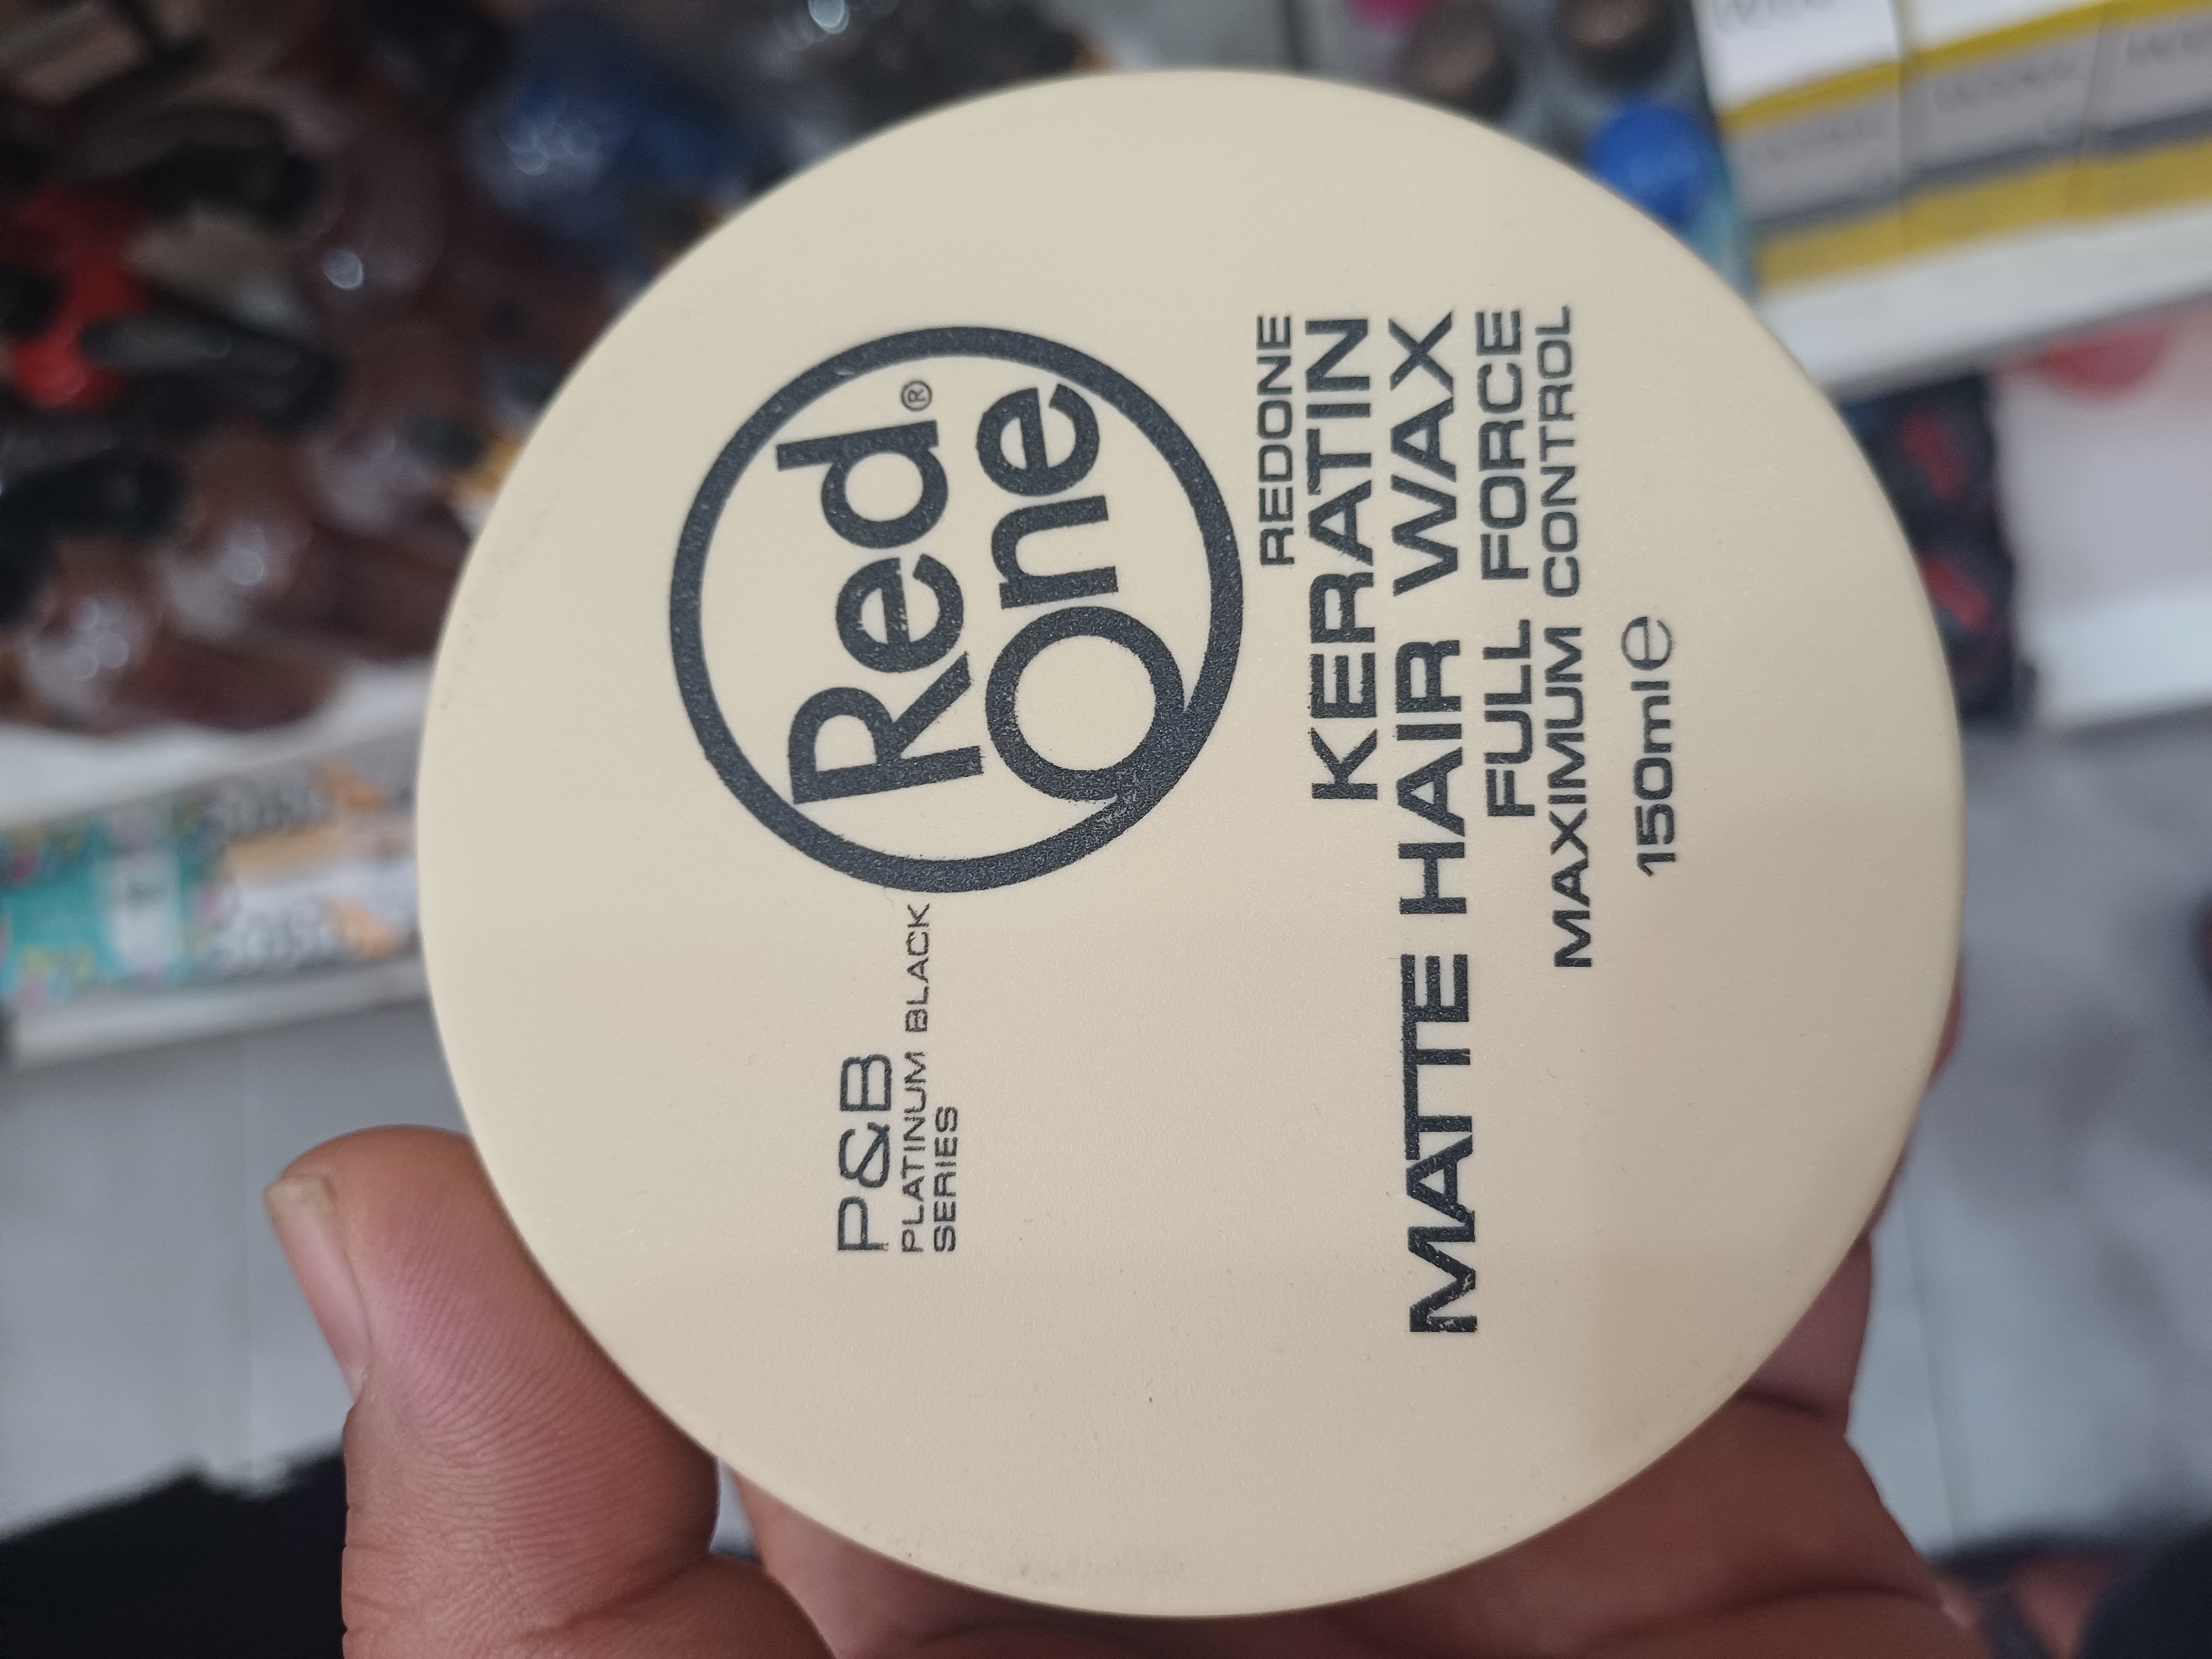 P&B
PLATINUM BLACK
SERIES
Red®
One
REDONE
KERATIN
MATTE HAIR WAX
FULL FORCE
MAXIMUM CONTROL
150ml e